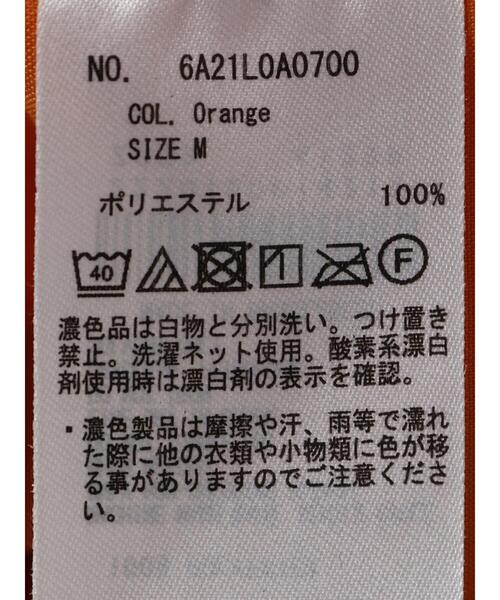 NO. 6A21L0A0700
COL. Orange
SIZE M
ポリエステル 100%
40 F
濃色品は白物と分別洗い。つけ置き
禁止。洗濯ネット使用。酸素系漂白
剤使用時は漂白剤の表示を確認。
・濃色製品は摩擦や汗、雨等で濡れ
た際に他の衣類や小物類に色が移
る事がありますのでご注意くださ
い。